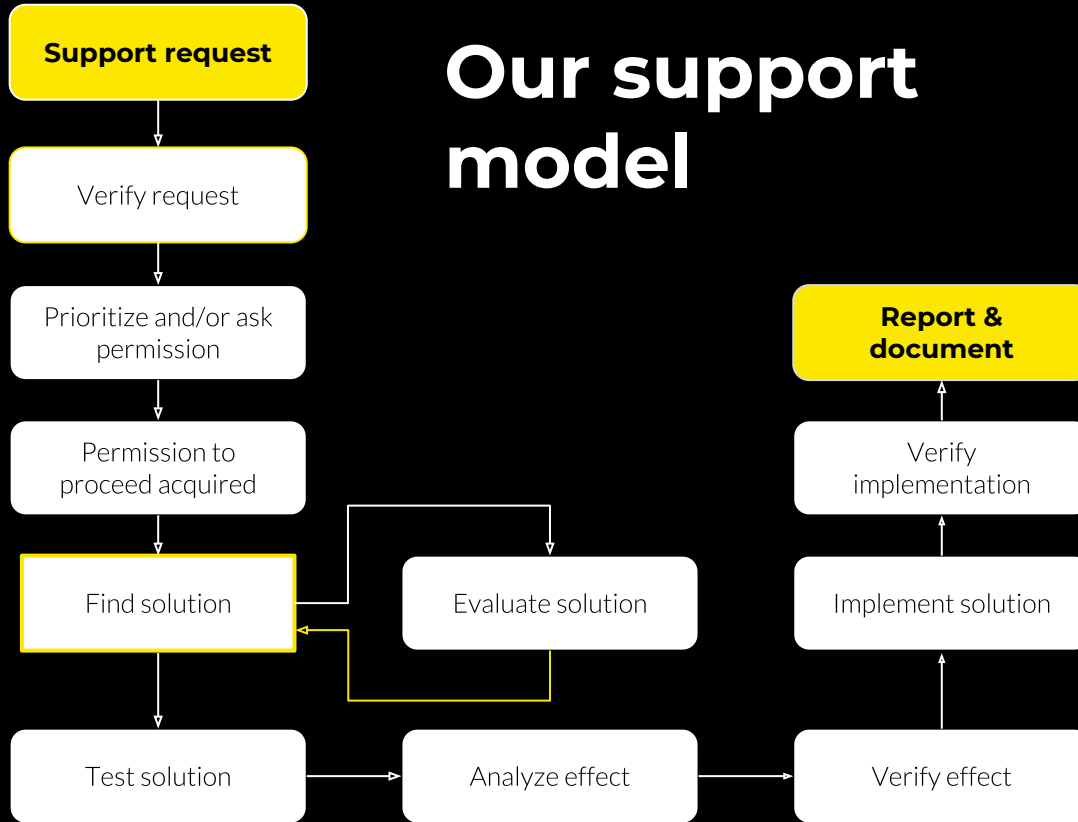 Support request
Our support
model
Verify request
Prioritize and/or ask
permission
Report &
document
Permission to
proceed acquired
Verify
implementation
Find solution
Evaluate solution
Implement solution
Test solution
Analyze effect
Verify effect